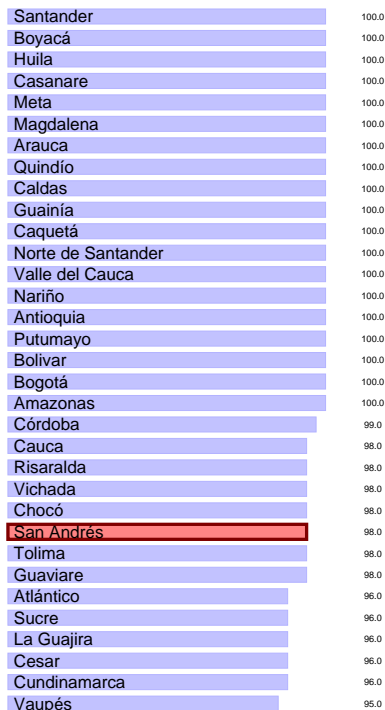 Santander 100.0
Boyacá 100.0
Huila 100.0
Casanare 100.0
Meta 100.0
Magdalena 100.0
Arauca 100.0
Quindío 100.0
Caldas 100.0
Guainía 100.0
Caquetá 100.0
Norte de Santander 100.0
Valle del Cauca 100.0
Nariño 100.0
Antioquia 100.0
Putumayo 100.0
Bolivar 100.0
Bogotá 100.0
Amazonas 100.0
Córdoba 99.0
Cauca 98.0
Risaralda 98.0
Vichada 98.0
Chocó 98.0
San Andrés 98.0
Tolima 98.0
Guaviare 98.0
Atlántico 96.0
Sucre 96.0
La Guajira 96.0
Cesar 96.0
Cundinamarca 96.0
Vaupés 95.0